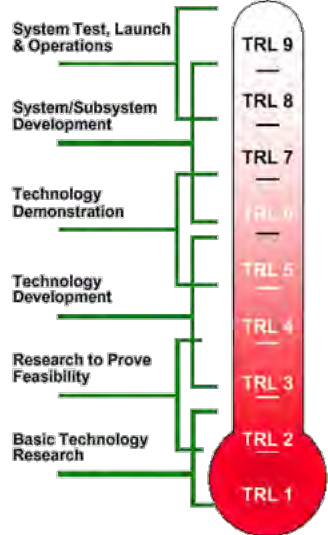 System Test, Launch
& Operations
System/Subsystem
Development
Technology
Demonstration
Technology
Development
Research to Prove
Feasibility
Basic Technology
Research
TRL 9
TRL 8
TRL 7
TRL 6
TRL 5
TRL 4
TRL 3
TRL 2
TRL 1